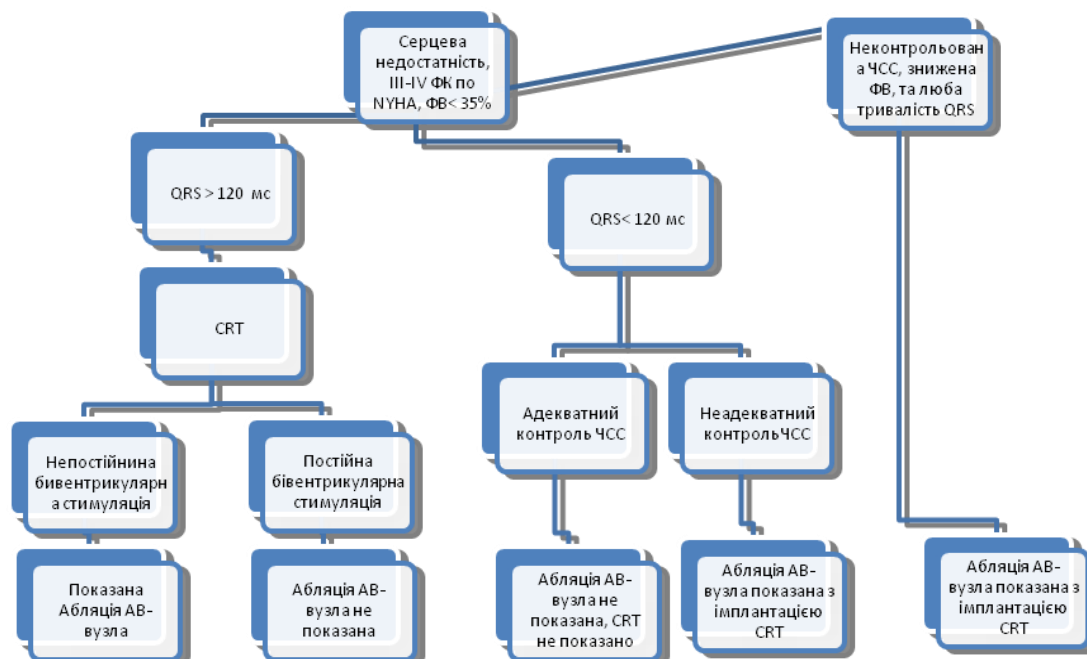 Серцева
недостатність,
III-IV ФК по
NYHA, ФВ< 35%
Неконтрольован
а ЧСС, знижена
ФВ, та люба
тривалість QRS
QRS > 120 мс
QRS< 120 мс
CRT
Адекватний
контроль ЧСС
Неадекватний
контроль ЧСС
Непостійнина
бивентрикулярн
а стимуляція
Постійна
бівентрикулярна
стимуляція
Показана
Абляція АВ-
вузла
Абляція АВ-
вузла не
показана
Абляція АВ-
вузла не
показана, CRT
не показано
Абляція АВ-
вузла показана з
імплантацією
CRT
Абляція АВ-
вузла показана з
імплантацією
CRT